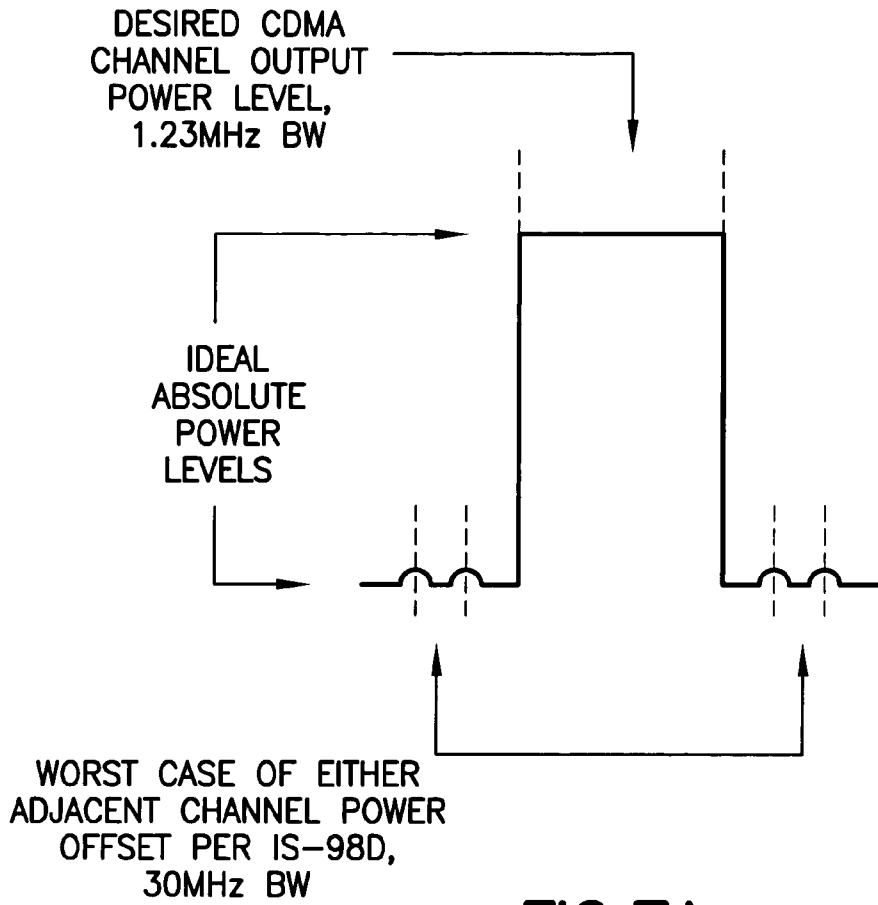 DESIRED CDMA
CHANNEL OUTPUT
POWER LEVEL,
1.23MHz BW
IDEAL
ABSOLUTE
POWER
LEVELS
WORST CASE OF EITHER
ADJACENT CHANNEL POWER
OFFSET PER IS-98D,
30MHz BW